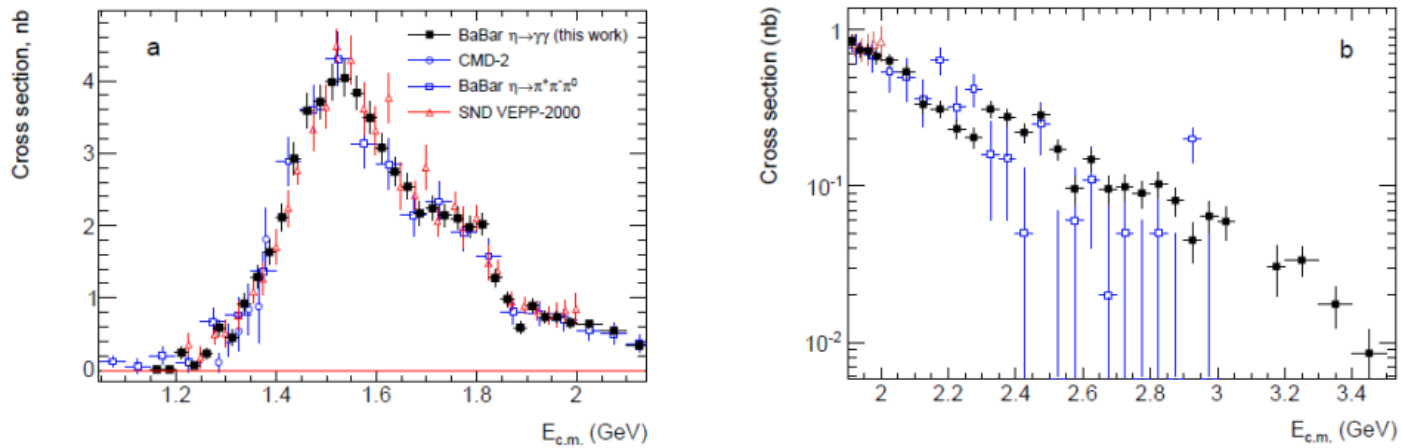 a
BaBar η→γγ (this work)
CMD-2
BaBar η→π⁺π⁻π⁰
SND VEPP-2000
Cross section, nb
4
2
0
1.2 1.4 1.6 1.8 2
E_c.m. (GeV)
b
Cross section (nb)
1
10⁻¹
10⁻²
2 2.2 2.4 2.6 2.8 3 3.2 3.4
E_c.m. (GeV)